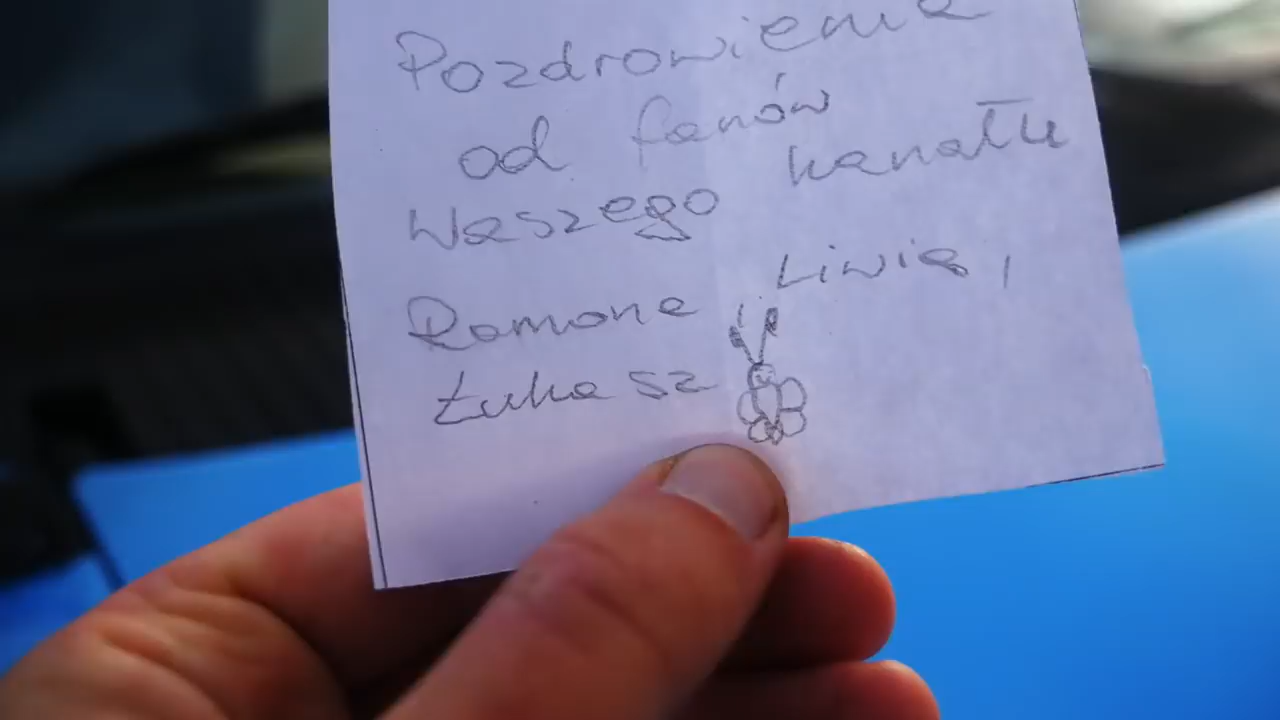 Pozdrowienia
od fanów
Waszego kanału
Ramona, Liwia,
Łukasz